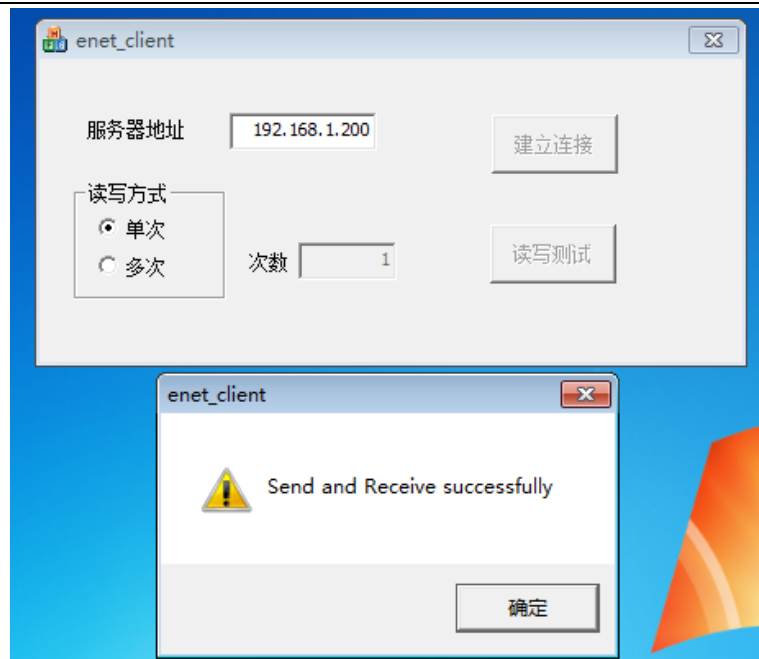 enet_client
服务器地址 192.168.1.200 建立连接
读写方式
单次
多次
次数 1 读写测试
enet_client
Send and Receive successfully
确定